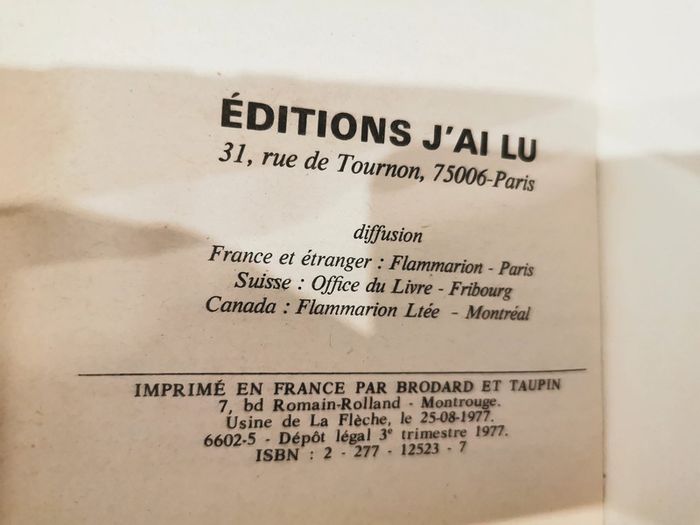 ÉDITIONS J'AI LU
31, rue de Tournon, 75006-Paris
diffusion
France et étranger : Flammarion - Paris
Suisse : Office du Livre - Fribourg
Canada : Flammarion Ltée - Montréal
IMPRIMÉ EN FRANCE PAR BRODARD ET TAUPIN
7, bd Romain-Rolland - Montrouge.
Usine de La Flèche, le 25-08-1977.
6602-5 - Dépôt légal 3e trimestre 1977.
ISBN : 2 - 277 - 12523 - 7